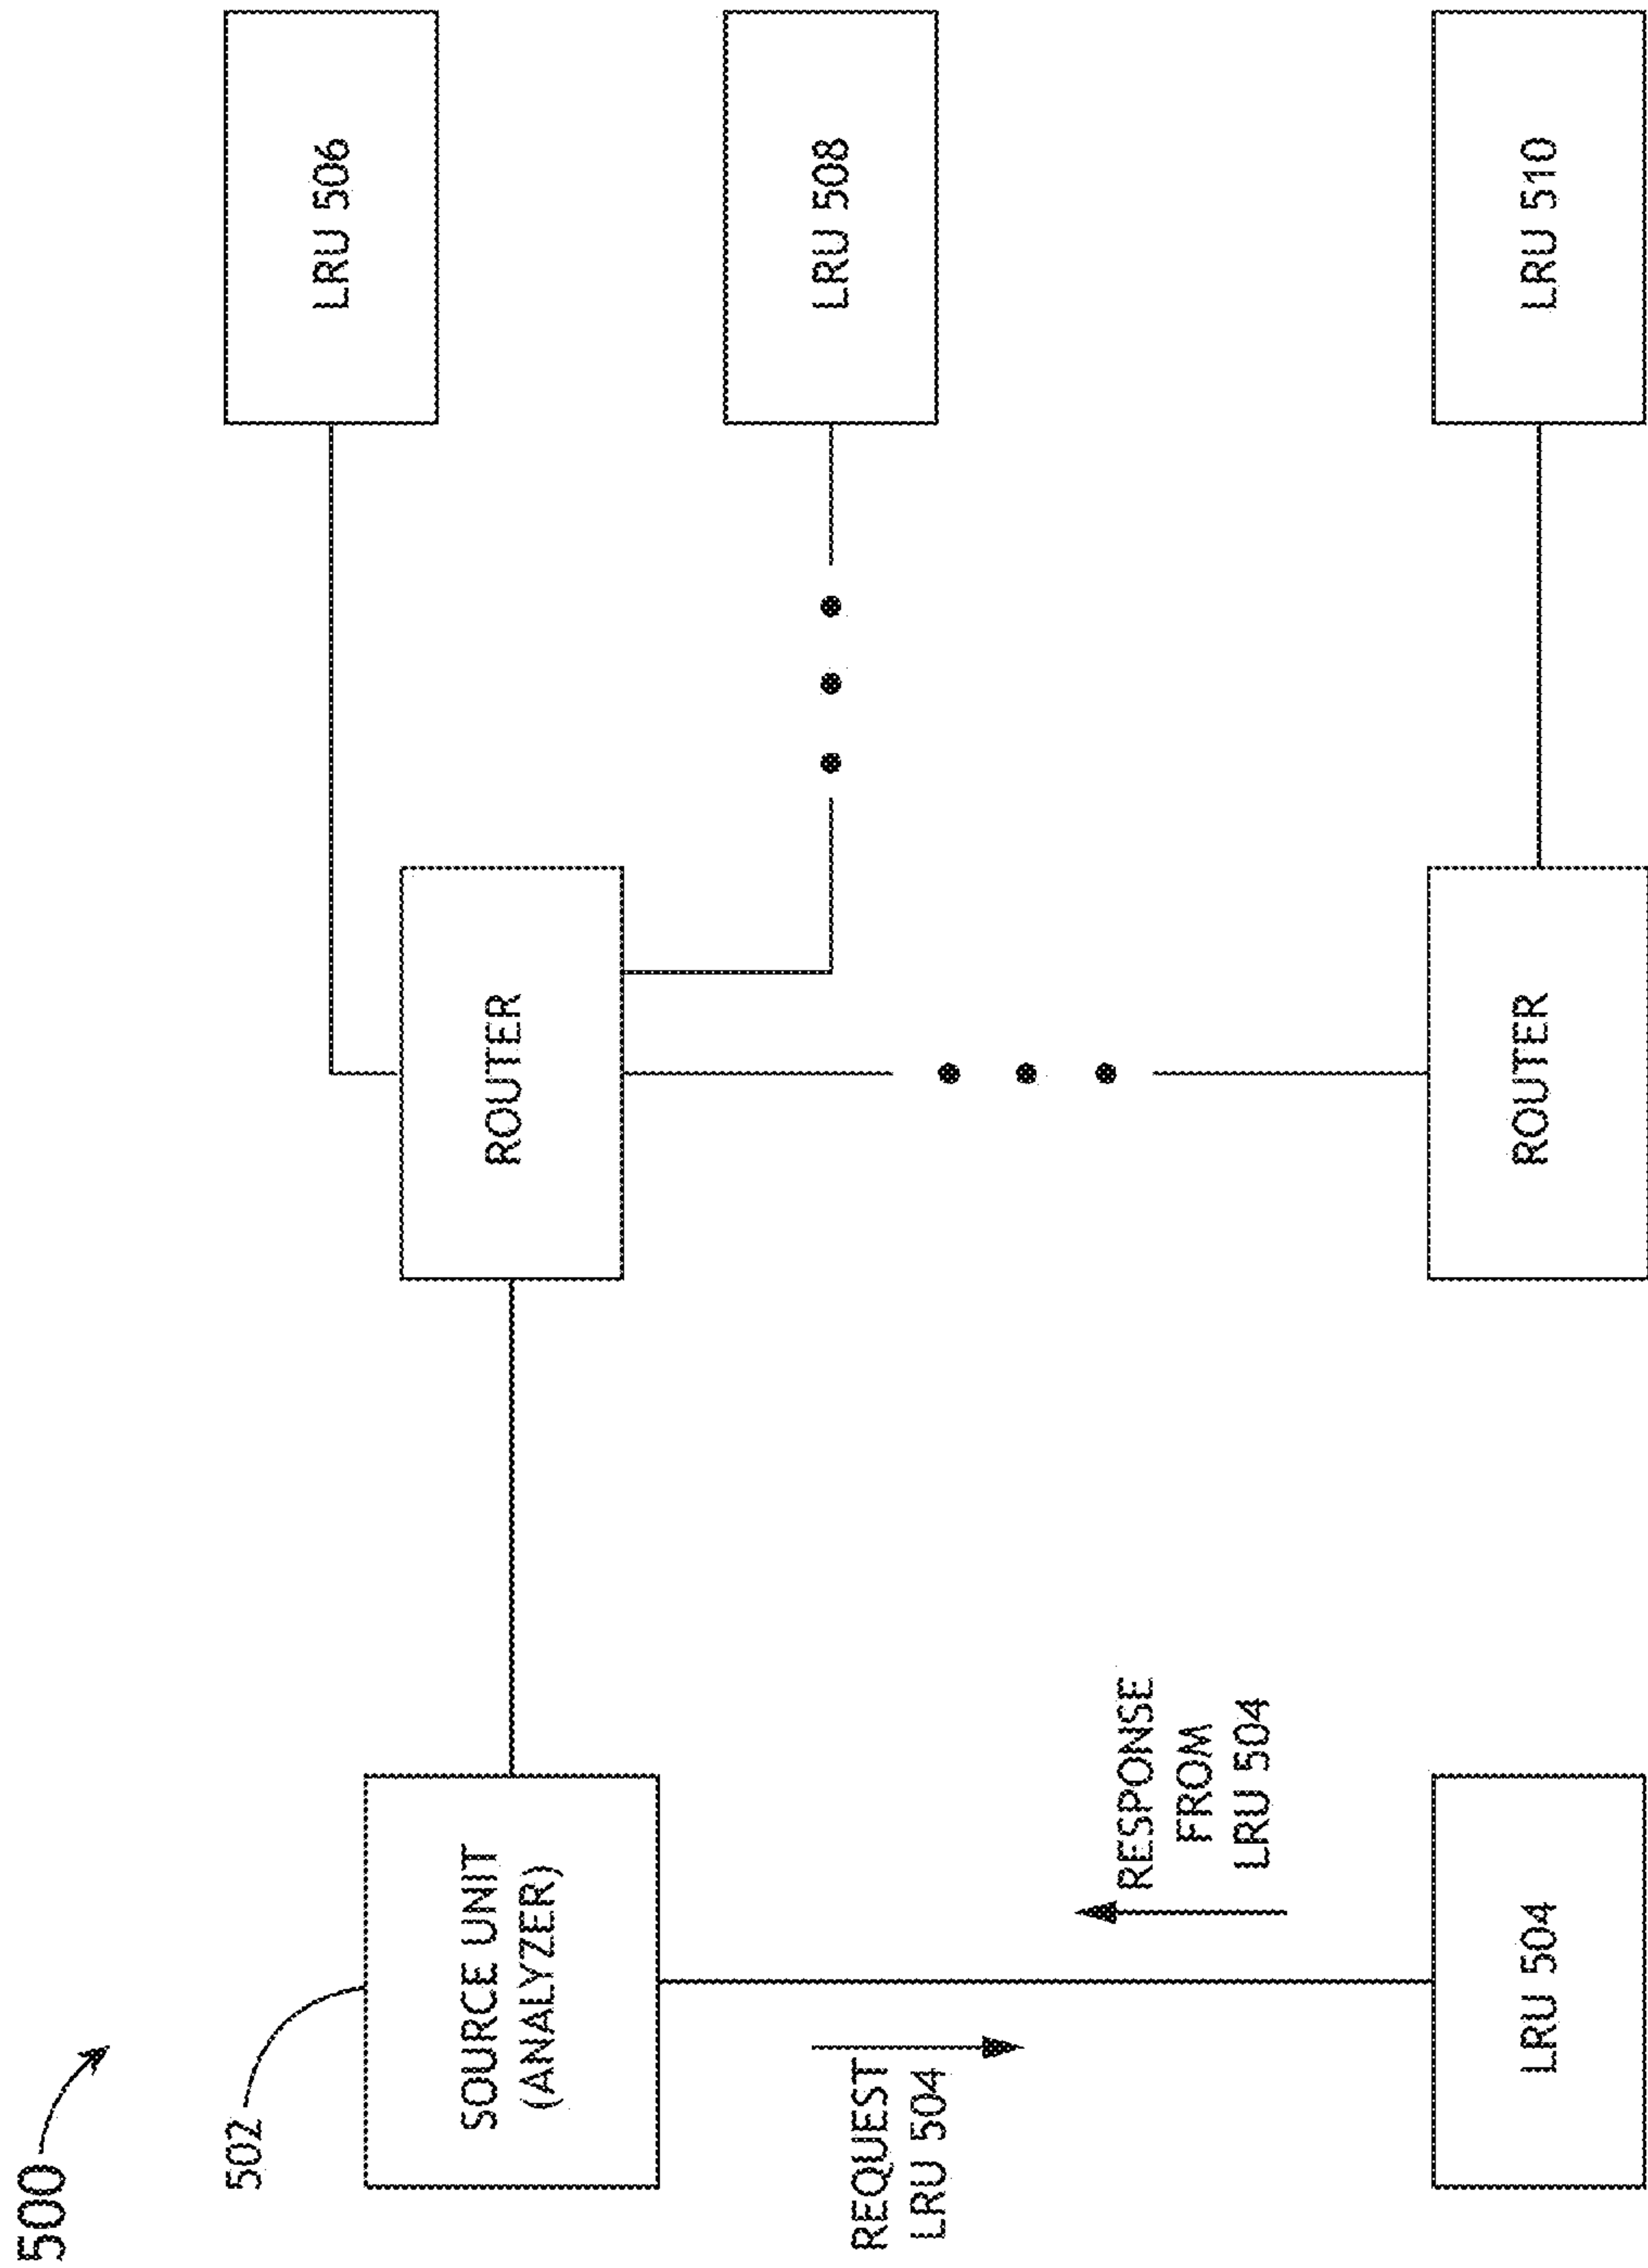 500
502
SOURCE UNIT
(ANALYZER)
ROUTER
LRU 506
LRU 508
REQUEST
LRU 504
RESPONSE
FROM
LRU 504
LRU 504
ROUTER
LRU 510